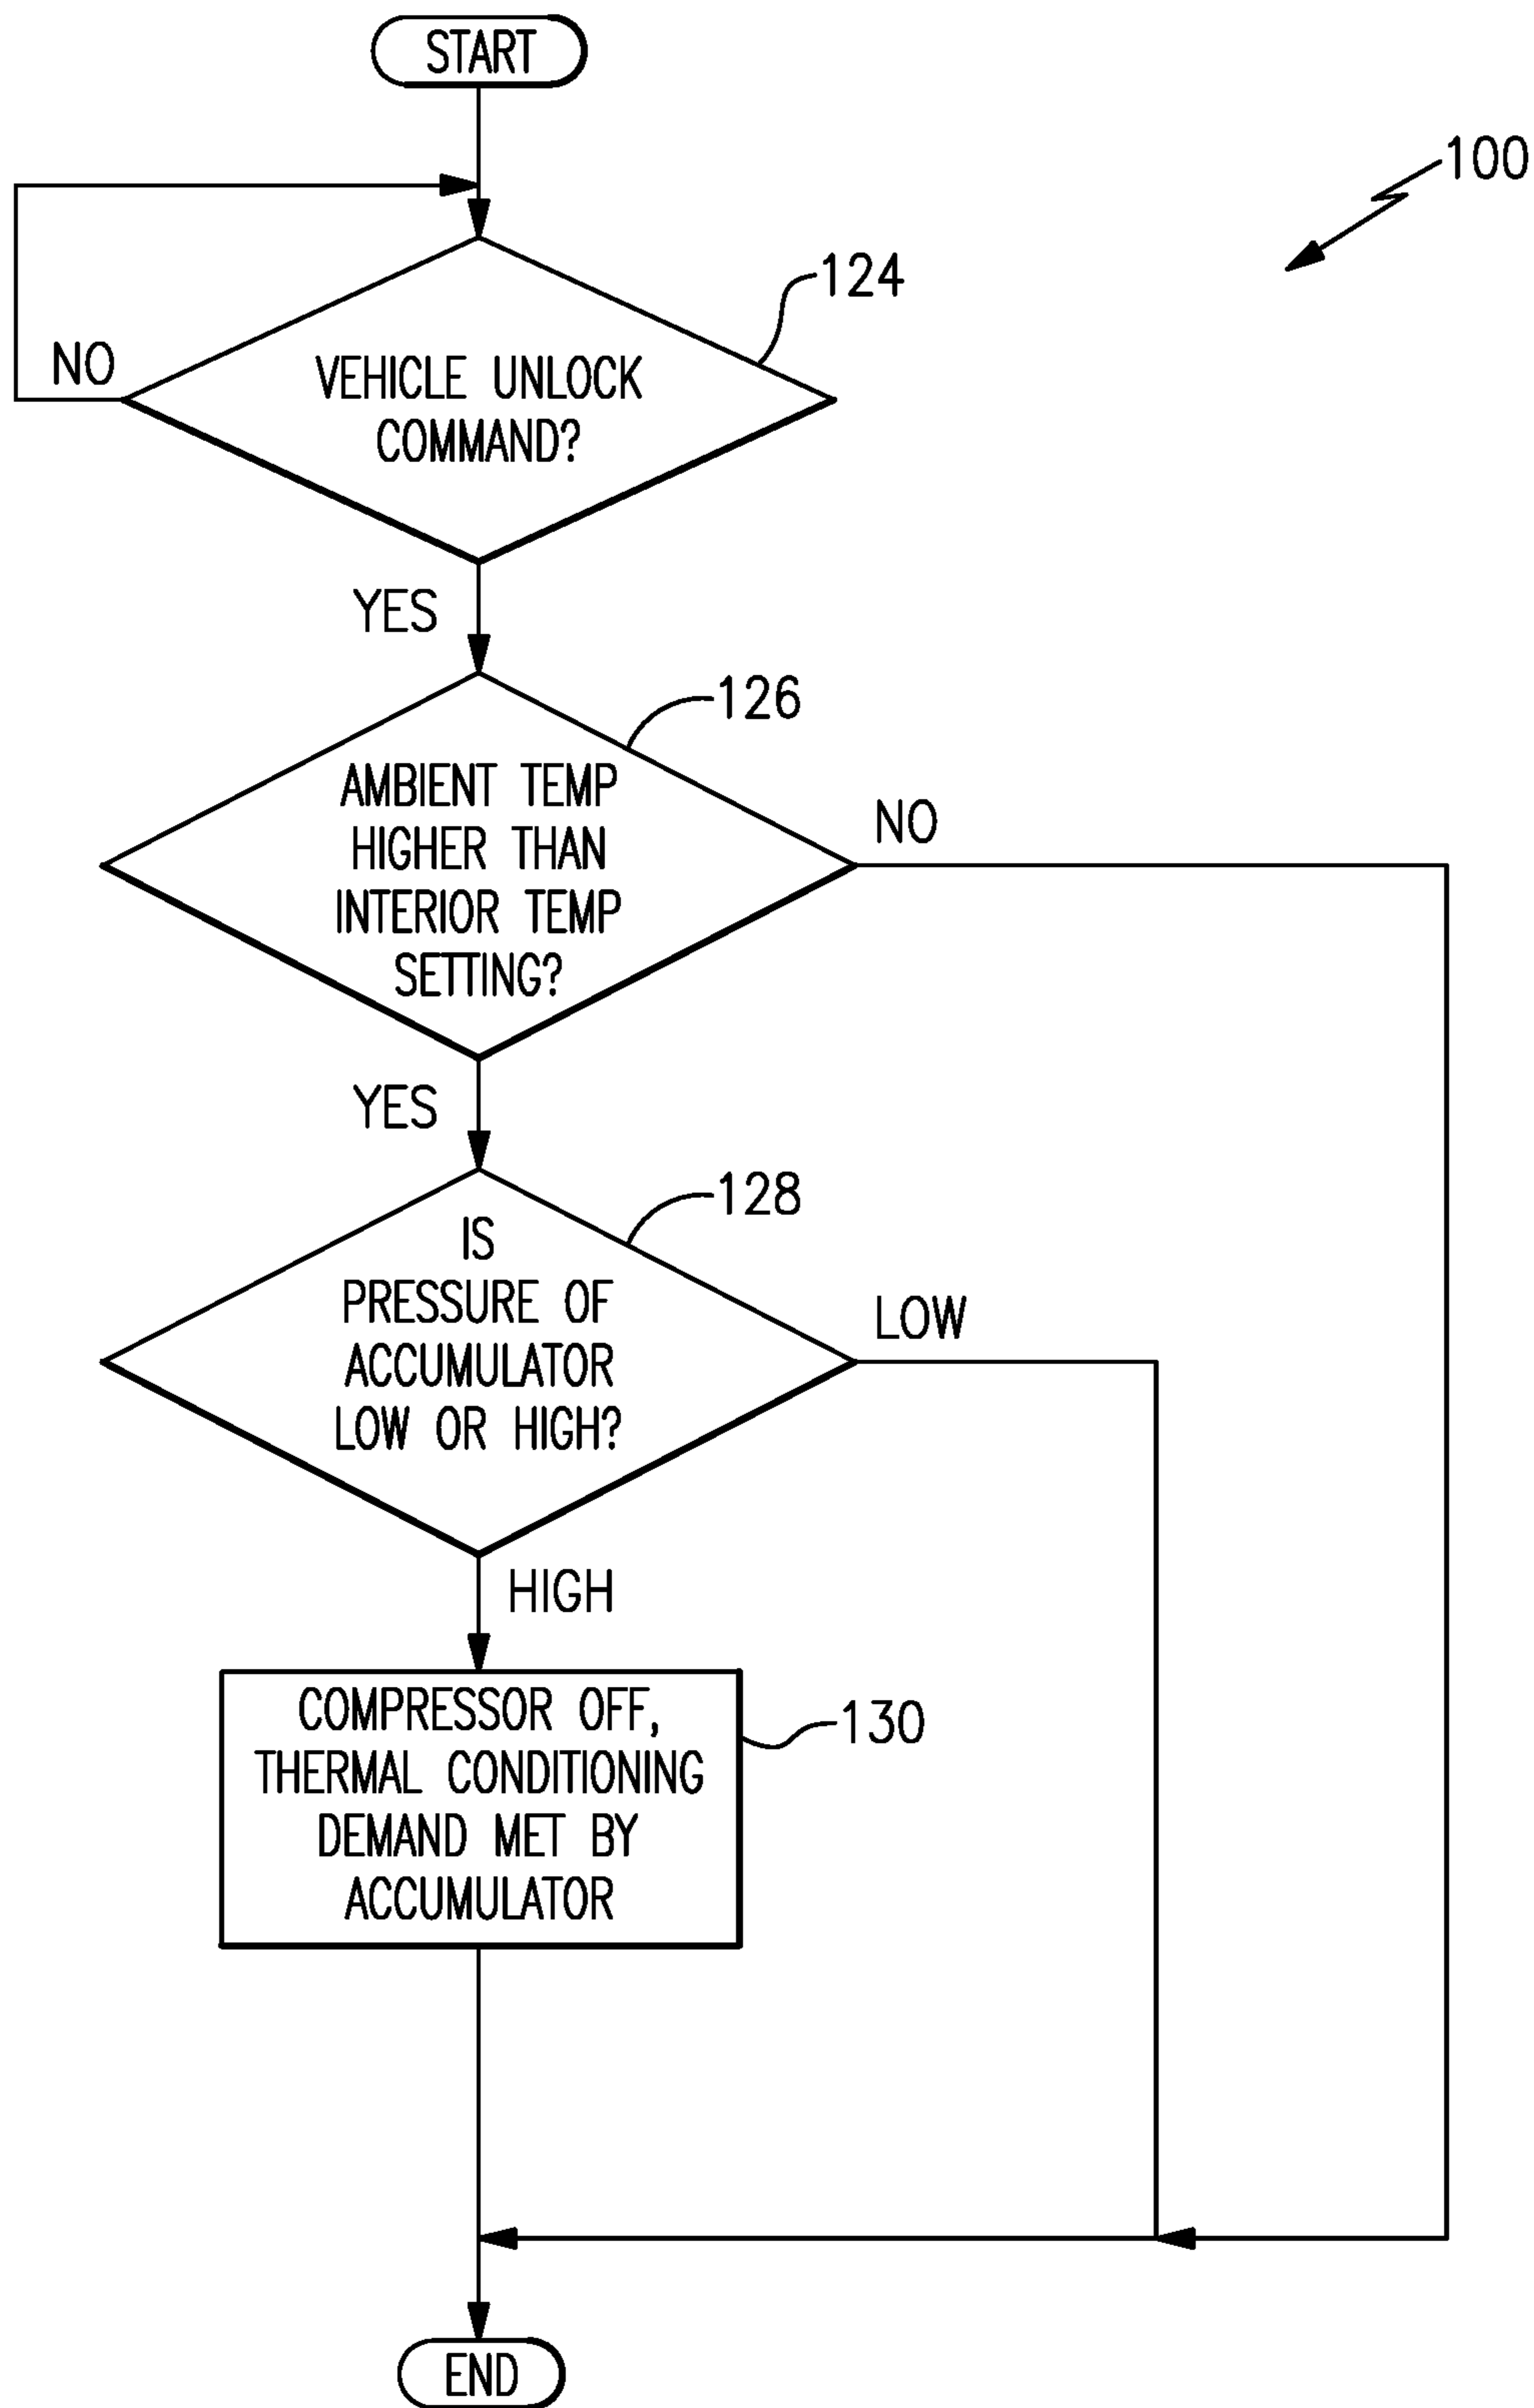 START
100
124
NO
VEHICLE UNLOCK
COMMAND?
YES
126
AMBIENT TEMP
HIGHER THAN
INTERIOR TEMP
SETTING?
NO
YES
128
IS
PRESSURE OF
ACCUMULATOR
LOW OR HIGH?
LOW
HIGH
COMPRESSOR OFF,
THERMAL CONDITIONING
DEMAND MET BY
ACCUMULATOR
130
END